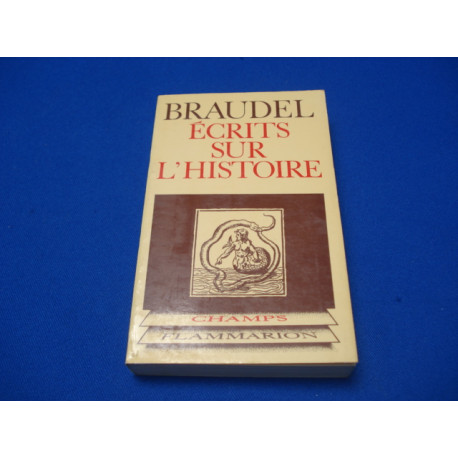 BRAUDEL
ÉCRITS
SUR
L'HISTOIRE
CHAMPS
FLAMMARION